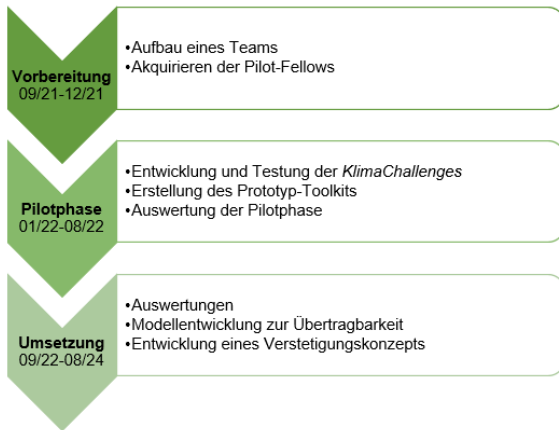 Vorbereitung
09/21-12/21
•Aufbau eines Teams
•Akquirieren der Pilot-Fellows
Pilotphase
01/22-08/22
•Entwicklung und Testung der KlimaChallenges
•Erstellung des Prototyp-Toolkits
•Auswertung der Pilotphase
Umsetzung
09/22-08/24
•Auswertungen
•Modellentwicklung zur Übertragbarkeit
•Entwicklung eines Verstetigungskonzepts